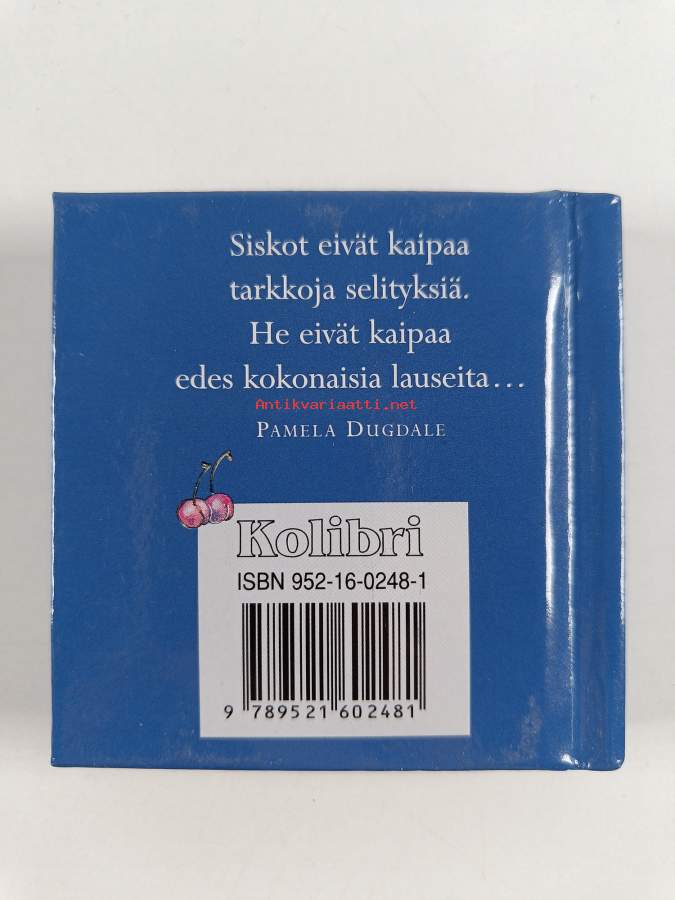 Siskot eivät kaipaa
tarkkoja selityksiä.
He eivät kaipaa
edes kokonaisia lauseita...
Antikvariaatti.net
PAMELA DUGDALE
Kolibri
ISBN 952-16-0248-1
9 789521 602481